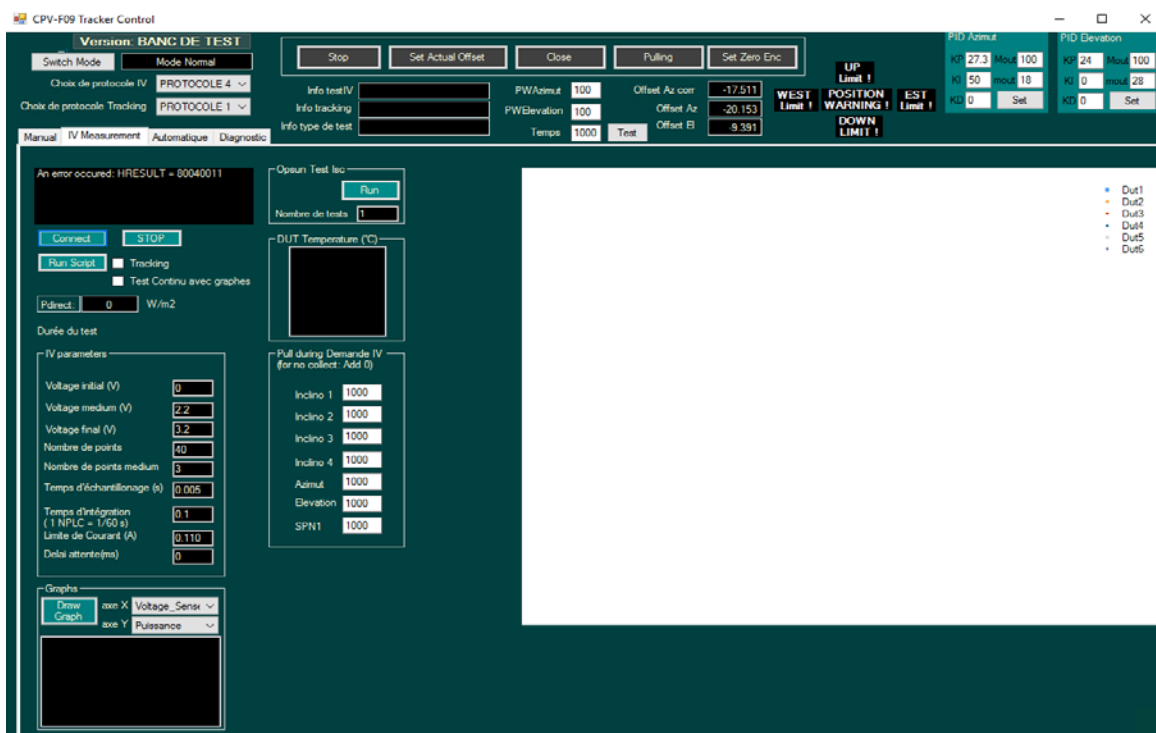 CPV-F09 Tracker Control
Version: BANC DE TEST
Switch Mode Mode Normal
Choix de protocole IV PROTOCOLE 4
Choix de protocole Tracking PROTOCOLE 1
Stop Set Actual Offset Close Pulling Set Zero Enc
Info testIV
Info tracking
Info type de test
PWAzimut 100
PWElevation 100
Temps 1000 Test
Offset Az corr -17.511
Offset Az -20.153
Offset El -9.391
UP
Limit !
WEST
Limit !
POSITION
WARNING !
EST
Limit !
DOWN
LIMIT !
PID Azimut
KP 27.3 Mout 100
KI 50 mout 18
KD 0 Set
PID Elevation
KP 24 Mout 100
KI 0 mout 28
KD 0 Set
Manual IV Measurement Automatique Diagnostic
An error occured: HRESULT = 80040011
Connect STOP
Run Script Tracking
Test Continu avec graphes
Pdirect: 0 W/m2
Durée du test
IV parameters
Voltage initial (V) 0
Voltage medium (V) 2.2
Voltage final (V) 3.2
Nombre de points 40
Nombre de points medium 3
Temps d'échantillonage (s) 0.005
Temps d'Intégration 0.1
( 1 NPLC = 1/60 s)
Limite de Courant (A) 0.110
Delai attente(ms) 0
Graphs
Draw
Graph
axe X Voltage_Sense
axe Y Puissance
Opsun Test Isc
Run
Nombre de tests 1
DUT Temperature (°C)
Pull during Demande IV
(for no collect: Add 0)
Inclino 1 1000
Inclino 2 1000
Inclino 3 1000
Inclino 4 1000
Azimut 1000
Elevation 1000
SPN1 1000
Dut1
Dut2
Dut3
Dut4
Dut5
Dut6